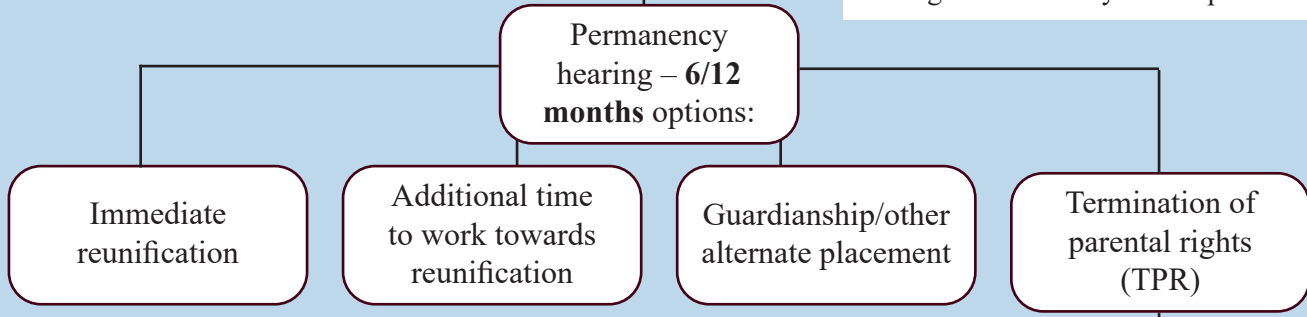 Permanency
hearing – 6/12
months options:
Immediate
reunification
Additional time
to work towards
reunification
Guardianship/other
alternate placement
Termination of
parental rights
(TPR)